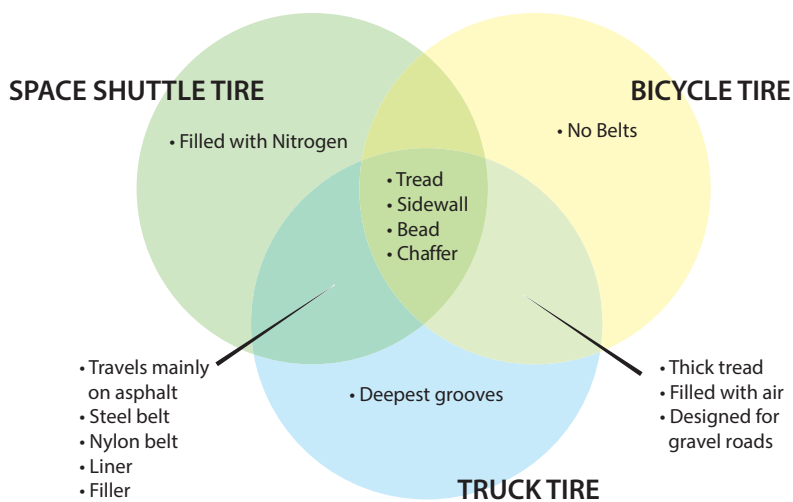 SPACE SHUTTLE TIRE
BICYCLE TIRE
• Filled with Nitrogen
• No Belts
• Tread
• Sidewall
• Bead
• Chaffer
• Travels mainly
on asphalt
• Steel belt
• Nylon belt
• Liner
• Filler
• Deepest grooves
• Thick tread
• Filled with air
• Designed for
gravel roads
TRUCK TIRE